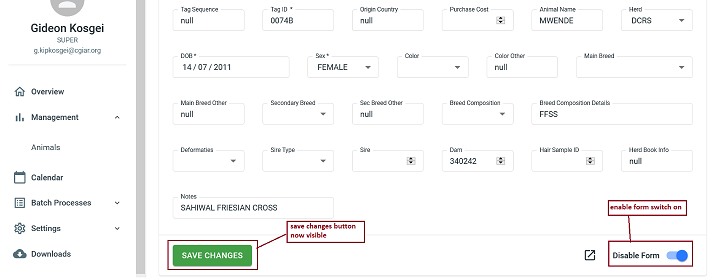 Gideon Kosgei
SUPER
g.kipkosgei@cgiar.org
Overview
Management
Animals
Calendar
Batch Processes
Settings
Downloads
Tag Sequence Tag ID * Origin Country Purchase Cost Animal Name Herd
null 0074B null MWENDE DCRS
DOB * Sex * Color Color Other Main Breed
14 / 07 / 2011 FEMALE null
Main Breed Other Secondary Breed Sec Breed Other Breed Composition Breed Composition Details
null null FFSS
Deformaties Sire Type Sire Dam Hair Sample ID Herd Book Info
340242 null
Notes
SAHIWAL FRIESIAN CROSS
save changes button
now visible
enable form switch on
SAVE CHANGES
Disable Form